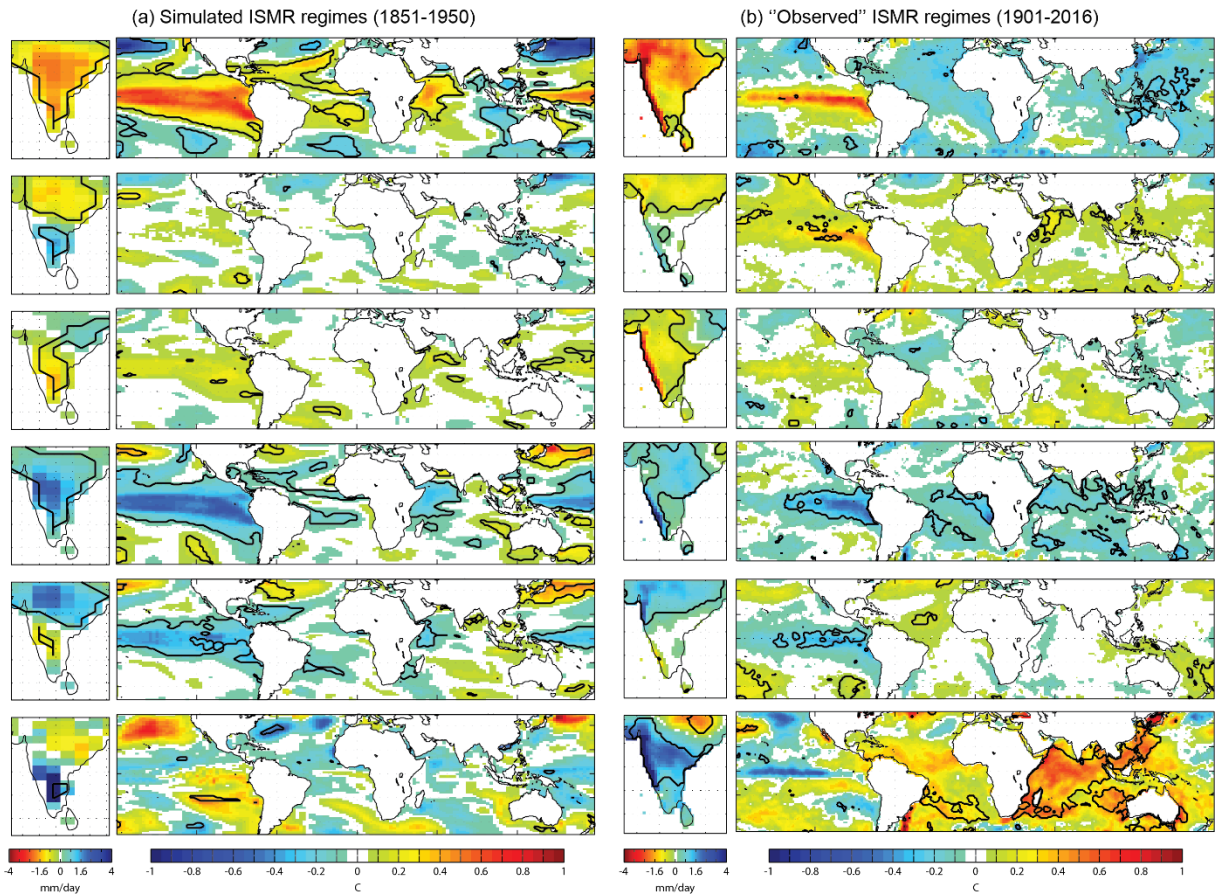 (a) Simulated ISMR regimes (1851-1950)
(b) "Observed" ISMR regimes (1901-2016)
-4 -1.6 0 1.6 4
mm/day
-1 -0.8 -0.6 -0.4 -0.2 0 0.2 0.4 0.6 0.8 1
C
-4 -1.6 0 1.6 4
mm/day
-1 -0.8 -0.6 -0.4 -0.2 0 0.2 0.4 0.6 0.8 1
C